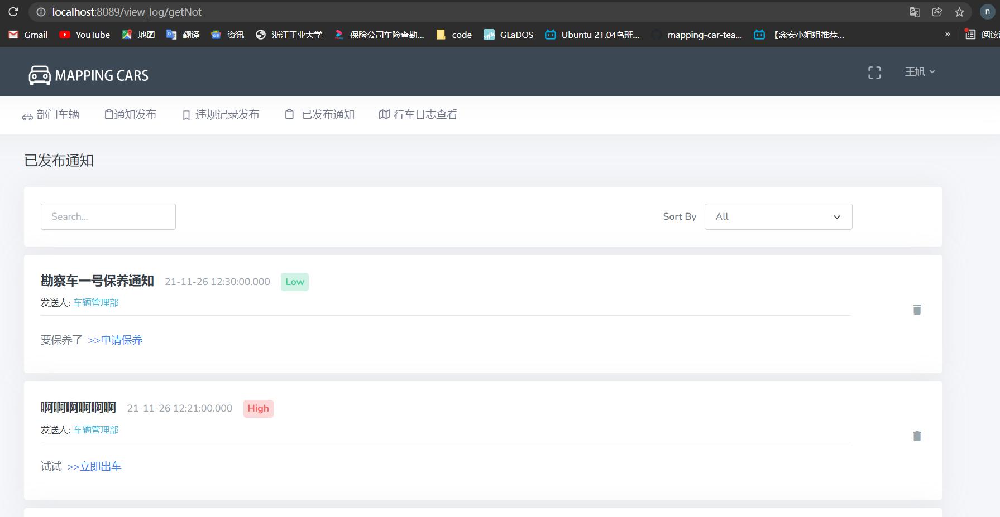 localhost:8089/view_log/getNot
n
Gmail YouTube 地图 翻译 资讯 浙江工业大学 保险公司车险查勘... code GLaDOS Ubuntu 21.04乌班... mapping-car-tea... 【念安小姐姐推荐... »
MAPPING CARS 王旭
部门车辆 通知发布 违规记录发布 已发布通知 行车日志查看
已发布通知
Search... Sort By All
勘察车一号保养通知 21-11-26 12:30:00.000 Low
发送人: 车辆管理部
要保养了 >>申请保养
啊啊啊啊啊啊 21-11-26 12:21:00.000 High
发送人: 车辆管理部
试试 >>立即出车